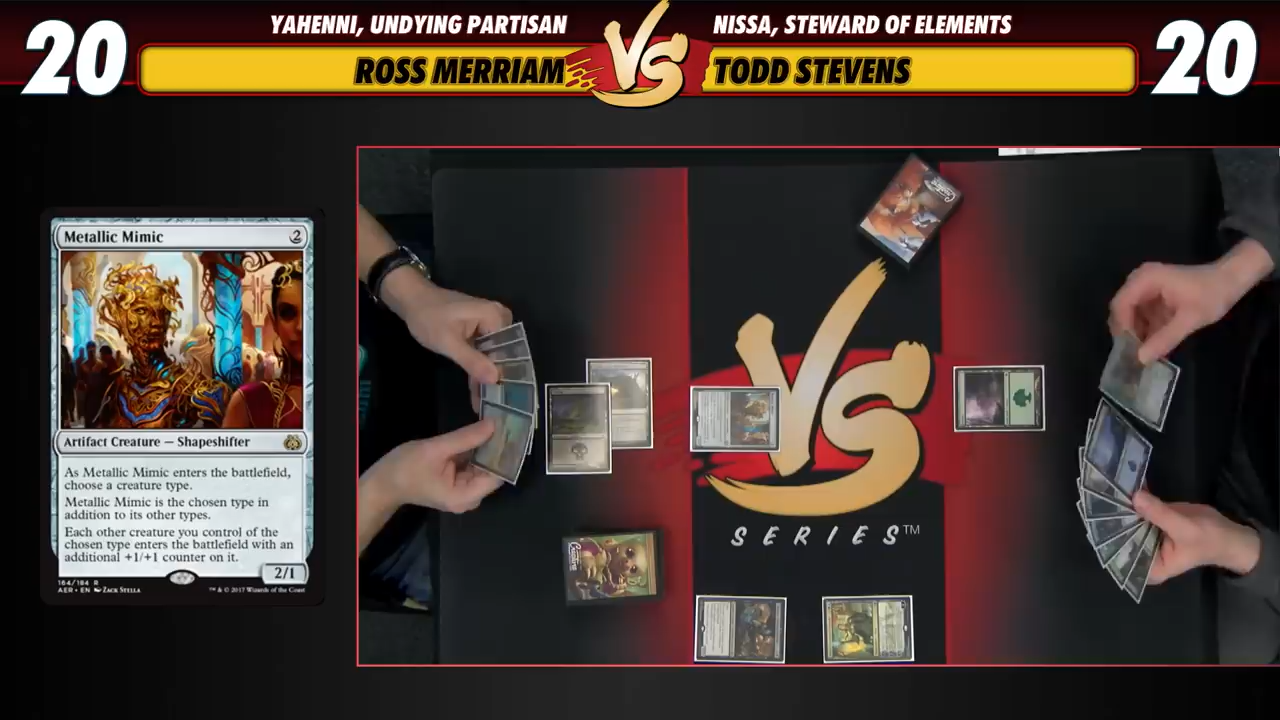 YAHENNI, UNDYING PARTISAN
NISSA, STEWARD OF ELEMENTS
20
ROSS MERRIAM
VS
TODD STEVENS
20
Metallic Mimic 2
Artifact Creature — Shapeshifter
As Metallic Mimic enters the battlefield,
choose a creature type.
Metallic Mimic is the chosen type in
addition to its other types.
Each other creature you control of the
chosen type enters the battlefield with an
additional +1/+1 counter on it.
2/1
164/184 R
AER • EN ZACK STELLA
™ & © 2017 Wizards of the Coast
VS
SERIES™